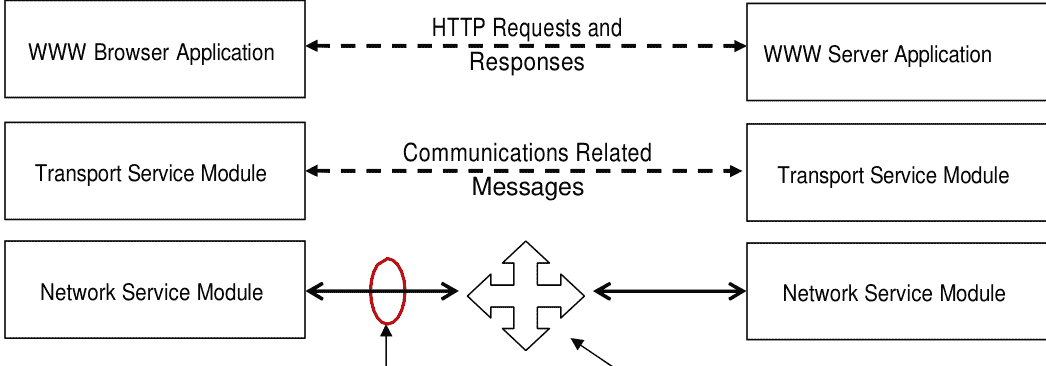 WWW Browser Application
HTTP Requests and
Responses
WWW Server Application
Transport Service Module
Communications Related
Messages
Transport Service Module
Network Service Module
Network Service Module